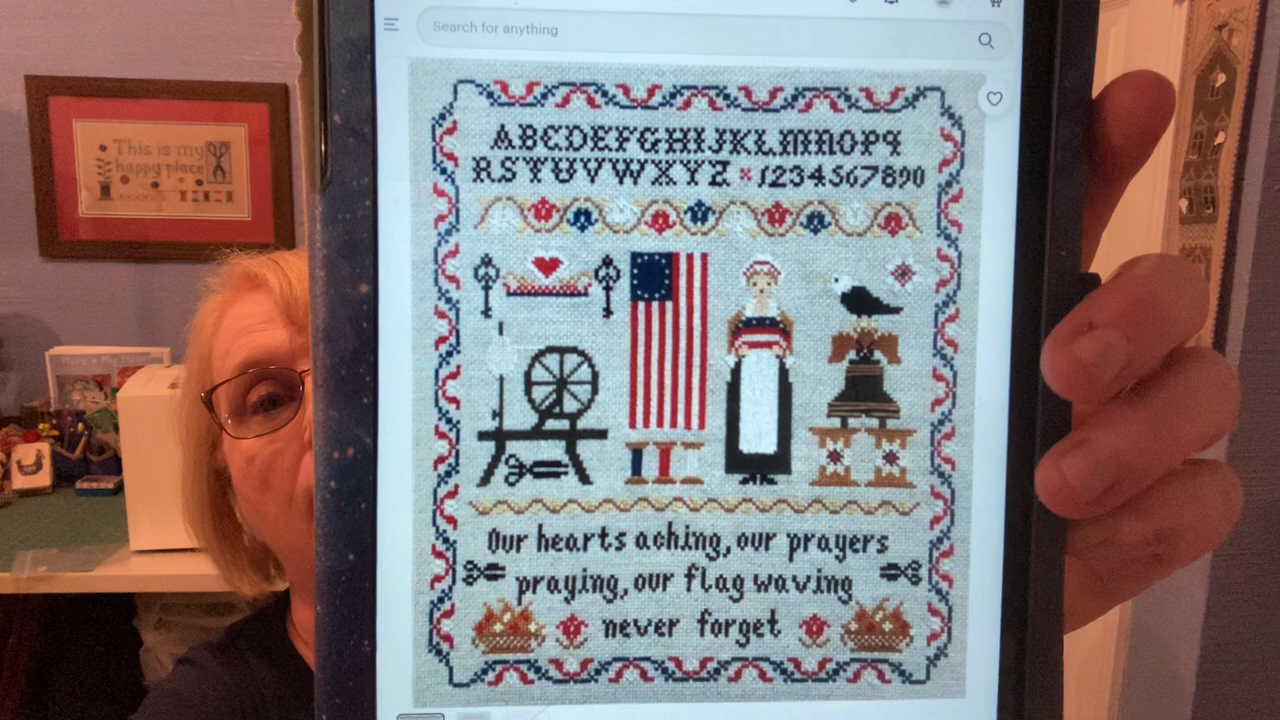 Search for anything
This is my
happy place
ABCDEFGHIJKLMNOPQ
RSTUVWXYZ × 1234567890
Our hearts aching, our prayers
praying, our flag waving
never forget